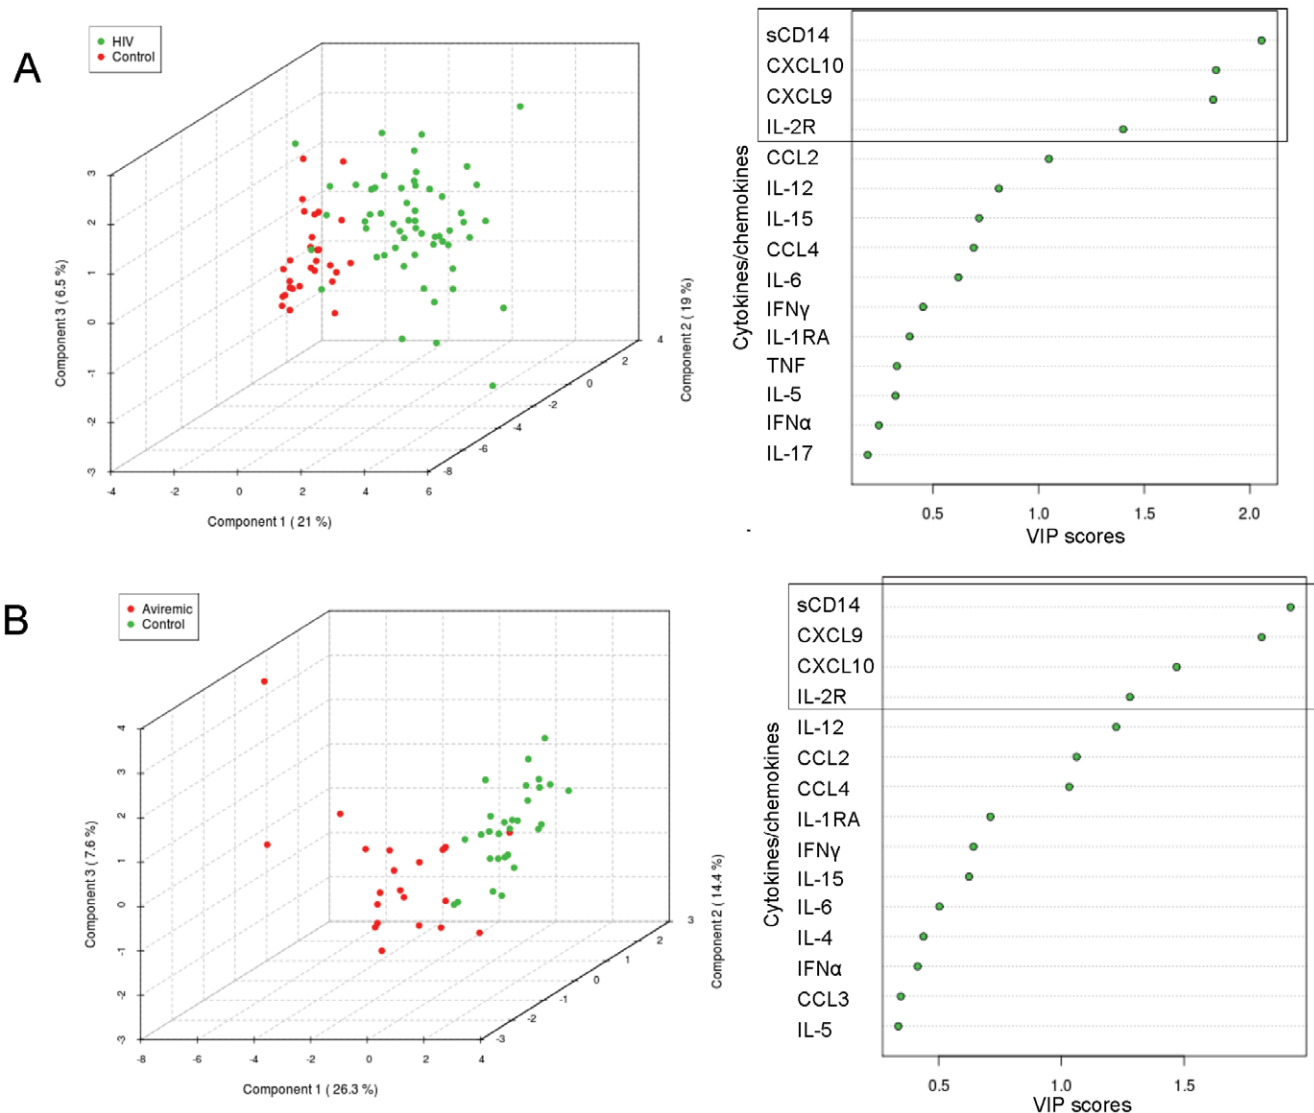 A
HIV
Control
3
2
1
0
-1
-2
-3
Component 3 ( 6.5 %)
-4
-2
0
2
4
6
Component 1 ( 21 %)
-8
-6
-4
-2
0
2
4
Component 2 ( 19 %)
Cytokines/chemokines
sCD14
CXCL10
CXCL9
IL-2R
CCL2
IL-12
IL-15
CCL4
IL-6
IFNγ
IL-1RA
TNF
IL-5
IFNα
IL-17
0.5
1.0
1.5
2.0
VIP scores
B
Aviremic
Control
4
3
2
1
0
-1
-2
-3
Component 3 ( 7.6 %)
-8
-6
-4
-2
0
2
4
Component 1 ( 26.3 %)
-3
-2
-1
0
1
2
3
Component 2 ( 14.4 %)
Cytokines/chemokines
sCD14
CXCL9
CXCL10
IL-2R
IL-12
CCL2
CCL4
IL-1RA
IFNγ
IL-15
IL-6
IL-4
IFNα
CCL3
IL-5
0.5
1.0
1.5
VIP scores